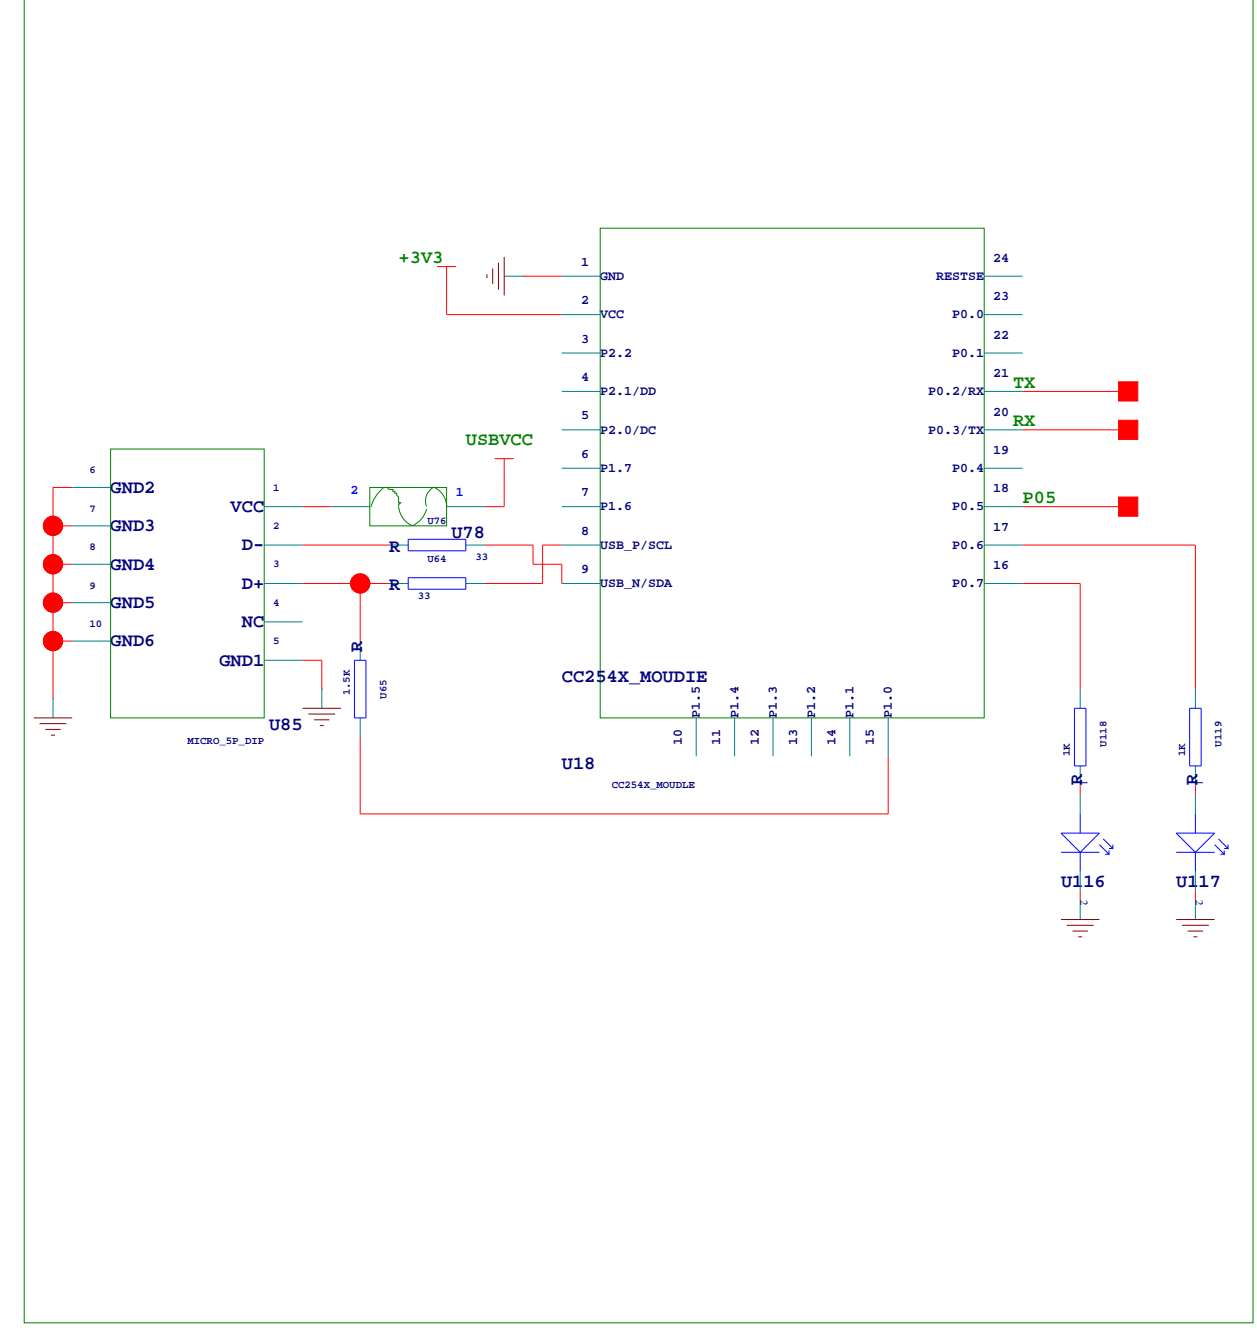 +3V3
1
GND
2
VCC
3
P2.2
4
P2.1/DD
5
P2.0/DC
6
P1.7
7
P1.6
8
USB_P/SCL
9
USB_N/SDA
24
RESTSE
23
P0.0
22
P0.1
21
P0.2/RX
TX
20
P0.3/TX
RX
19
P0.4
18
P0.5
P05
17
P0.6
16
P0.7
CC254X_MOUDIE
P1.5
P1.4
P1.3
P1.2
P1.1
P1.0
10
11
12
13
14
15
U18
CC254X_MOUDLE
USBVCC
6
GND2
7
GND3
8
GND4
9
GND5
10
GND6
1
VCC
2
D-
3
D+
4
NC
5
GND1
U85
MICRO_5P_DIP
2
1
U76
U78
R
U64
33
R
33
R
1.5K
U65
1K
U118
R
1
U116
2
1K
U119
R
1
U117
2